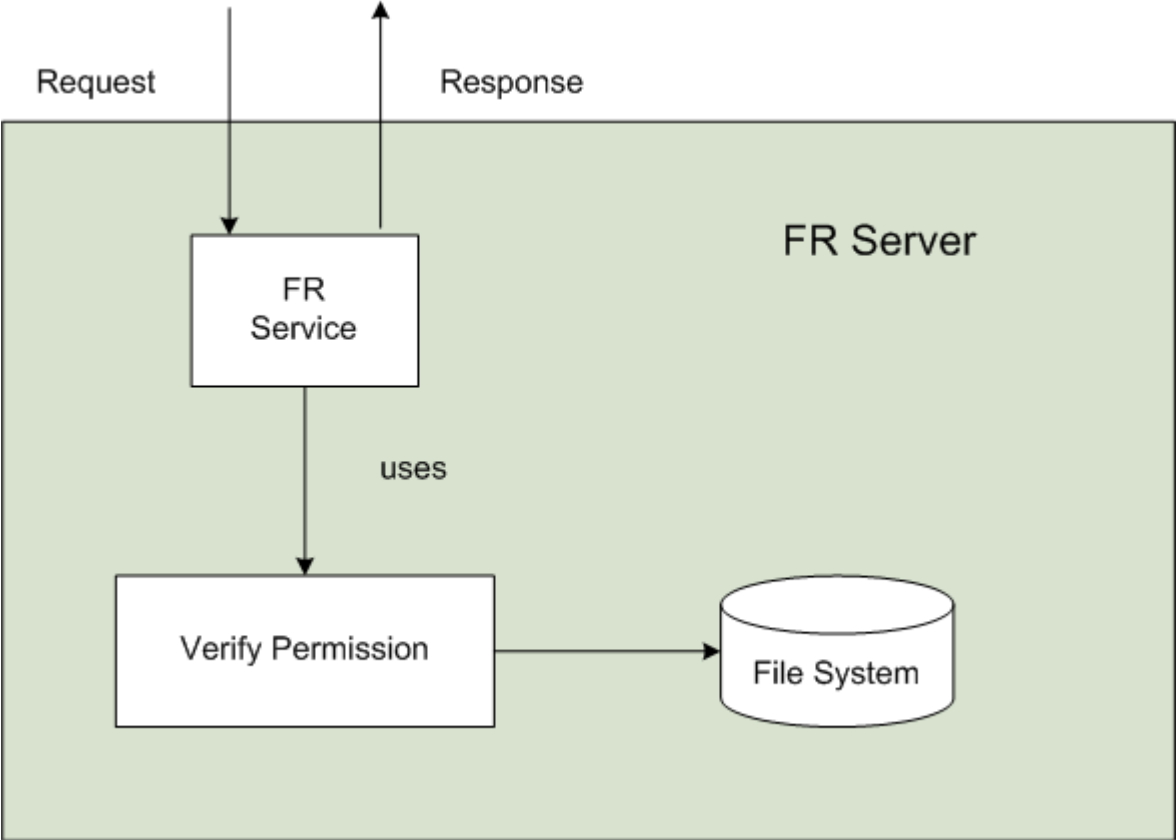 Request
Response
FR Server
FR
Service
uses
Verify Permission
File System